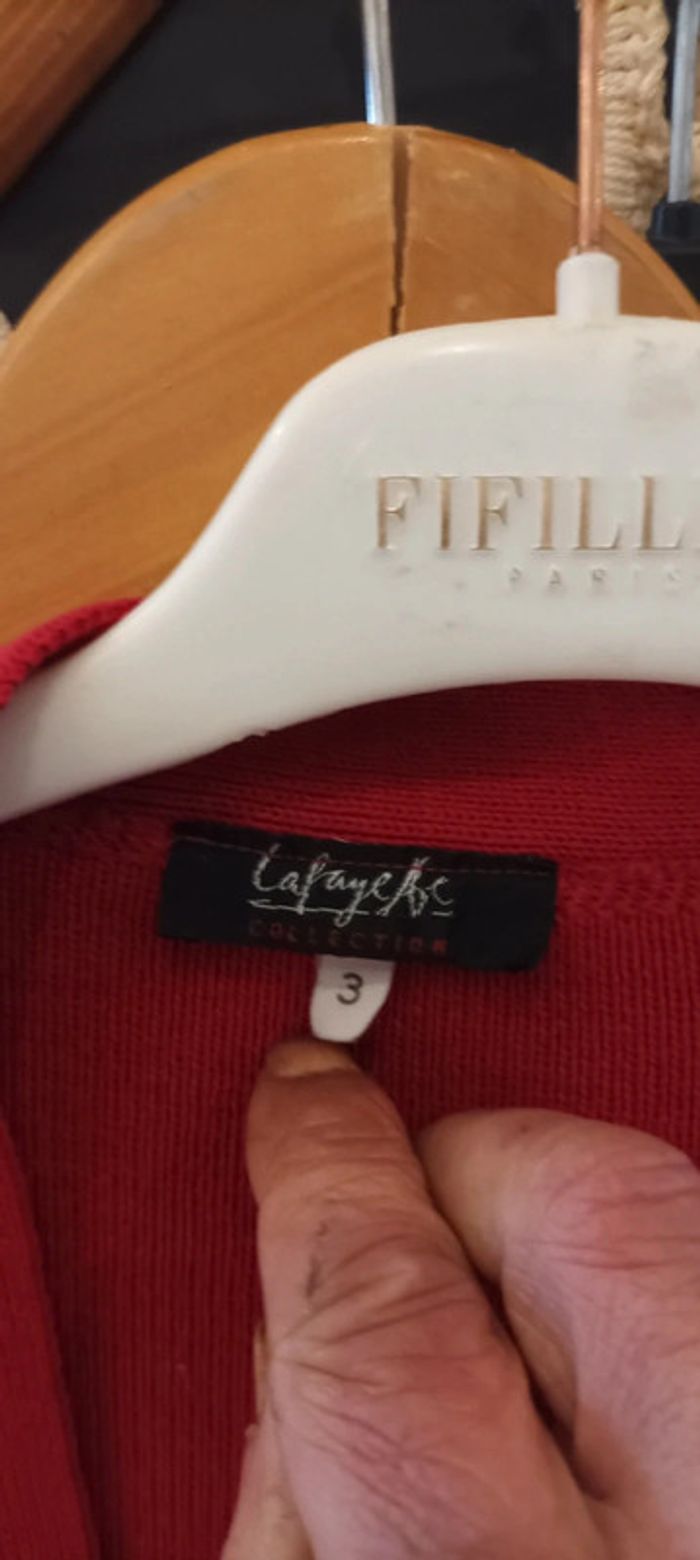 FIFILL
PARIS
Lafayette
COLLECTION
3